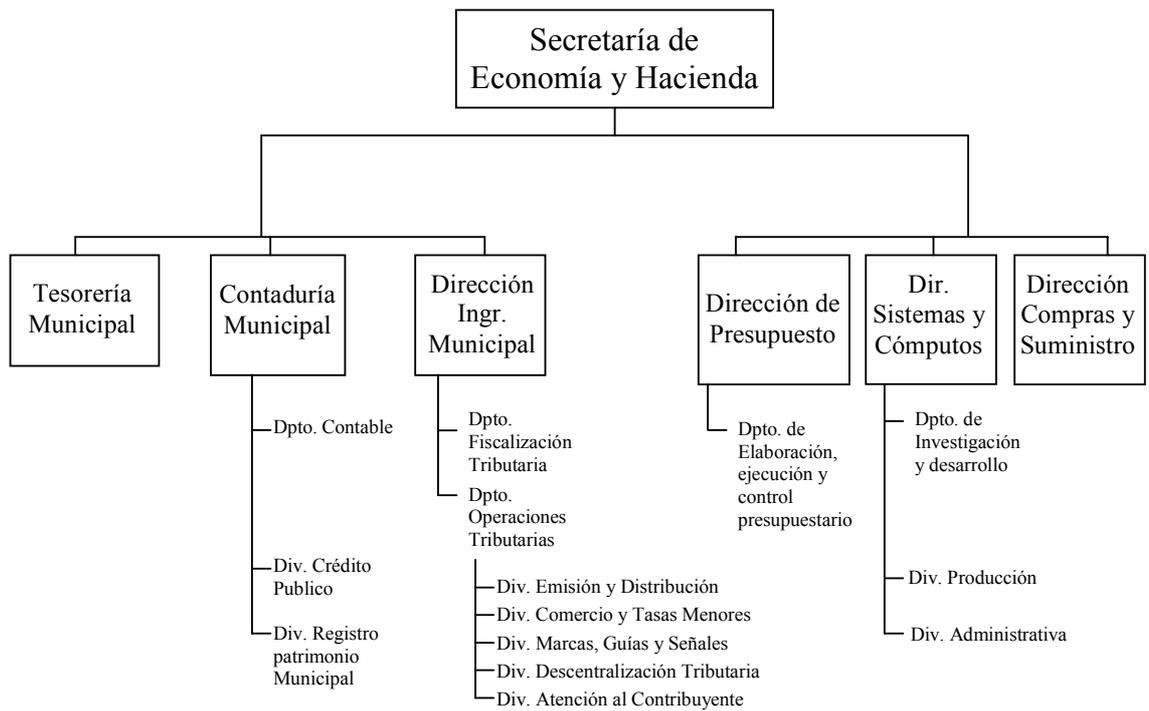 Secretaría de
Economía y Hacienda
Tesorería
Municipal
Contaduría
Municipal
Dirección
Ingr.
Municipal
Dirección de
Presupuesto
Dir.
Sistemas y
Cómputos
Dirección
Compras y
Suministro
Dpto. Contable
Div. Crédito
Publico
Div. Registro
patrimonio
Municipal
Dpto.
Fiscalización
Tributaria
Dpto.
Operaciones
Tributarias
Div. Emisión y Distribución
Div. Comercio y Tasas Menores
Div. Marcas, Guías y Señales
Div. Descentralización Tributaria
Div. Atención al Contribuyente
Dpto. de
Elaboración,
ejecución y
control
presupuestario
Dpto. de
Investigación
y desarrollo
Div. Producción
Div. Administrativa